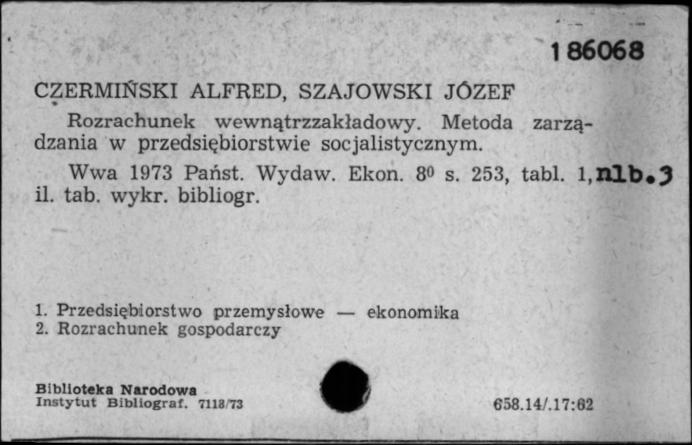 186068
CZERMIŃSKI ALFRED, SZAJOWSKI JÓZEF
Rozrachunek wewnątrzzakładowy. Metoda zarzą-
dzania w przedsiębiorstwie socjalistycznym.
Wwa 1973 Państ. Wydaw. Ekon. 8⁰ s. 253, tabl. 1, nlb. 3
il. tab. wykr. bibliogr.
1. Przedsiębiorstwo przemysłowe — ekonomika
2. Rozrachunek gospodarczy
Biblioteka Narodowa
Instytut Bibliograf. 7118/73
658.14/.17:62